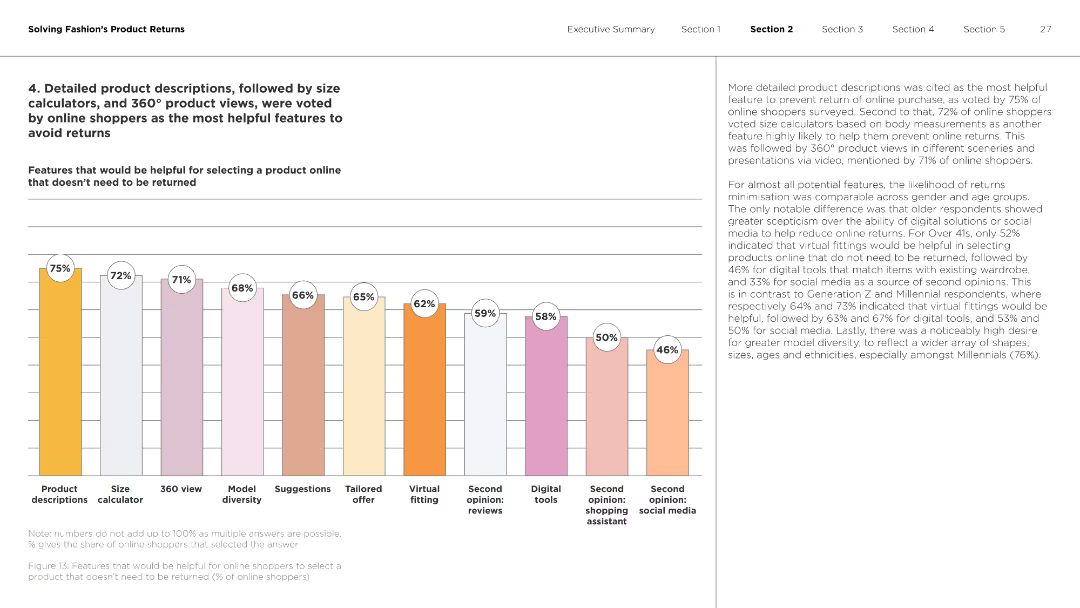 Solving Fashion's Product Returns
Executive Summary
Section 1
Section 2
Section 3
Section 4
Section 5
27
4. Detailed product descriptions, followed by size
calculators, and 360° product views, were voted
by online shoppers as the most helpful features to
avoid returns
Features that would be helpful for selecting a product online
that doesn't need to be returned
75%
72%
71%
68%
66%
65%
62%
59%
58%
50%
46%
Product
descriptions
Size
calculator
360 view
Model
diversity
Suggestions
Tailored
offer
Virtual
fitting
Second
opinion:
reviews
Digital
tools
Second
opinion:
shopping
assistant
Second
opinion:
social media
Note: numbers do not add up to 100% as multiple answers are possible.
% gives the share of online shoppers that selected the answer
Figure 13: Features that would be helpful for online shoppers to select a
product that doesn't need to be returned (% of online shoppers)
More detailed product descriptions was cited as the most helpful
feature to prevent return of online purchase, as voted by 75% of
online shoppers surveyed. Second to that, 72% of online shoppers
voted size calculators based on body measurements as another
feature highly likely to help them prevent online returns. This
was followed by 360° product views in different sceneries and
presentations via video, mentioned by 71% of online shoppers.
For almost all potential features, the likelihood of returns
minimisation was comparable across gender and age groups.
The only notable difference was that older respondents showed
greater scepticism over the ability of digital solutions or social
media to help reduce online returns. For Over 41s, only 52%
indicated that virtual fittings would be helpful in selecting
products online that do not need to be returned, followed by
46% for digital tools that match items with existing wardrobe,
and 33% for social media as a source of second opinions. This
is in contrast to Generation Z and Millennial respondents, where
respectively 64% and 73% indicated that virtual fittings would be
helpful, followed by 63% and 67% for digital tools, and 53% and
50% for social media. Lastly, there was a noticeably high desire
for greater model diversity, to reflect a wider array of shapes,
sizes, ages and ethnicities, especially amongst Millennials (76%).